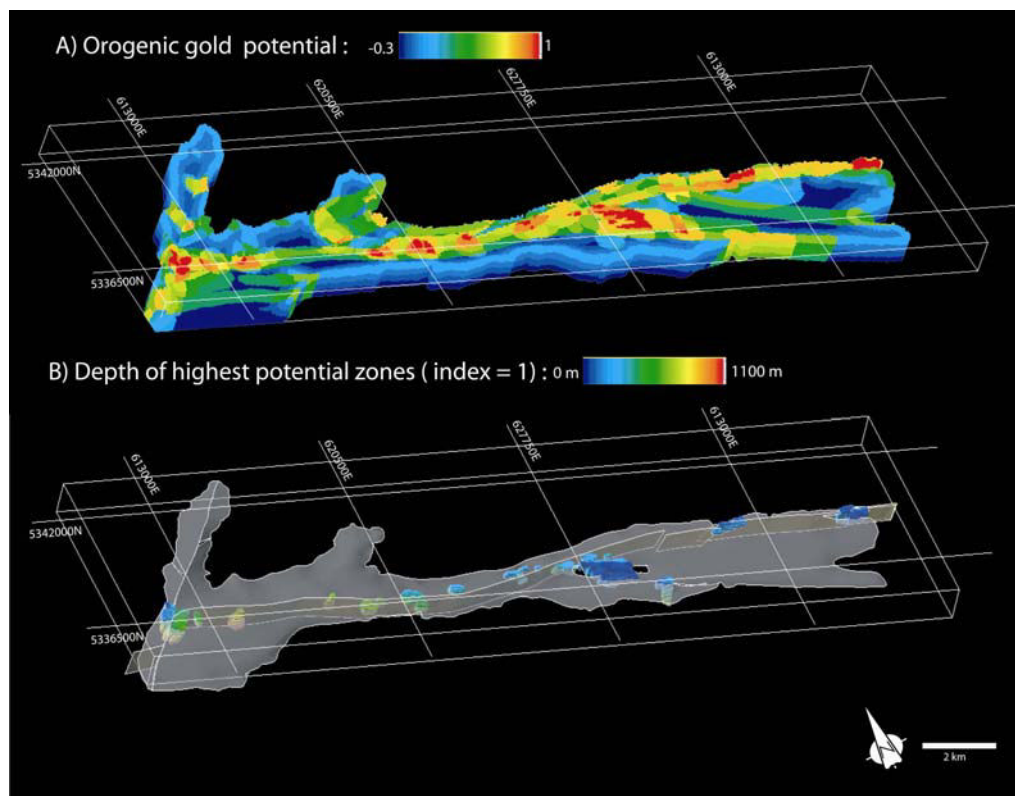 A) Orogenic gold potential : -0.3 1
613000E
620500E
627750E
613000E
5342000N
5336500N
B) Depth of highest potential zones ( index = 1) : 0 m 1100 m
613000E
620500E
627750E
613000E
5342000N
5336500N
2 km